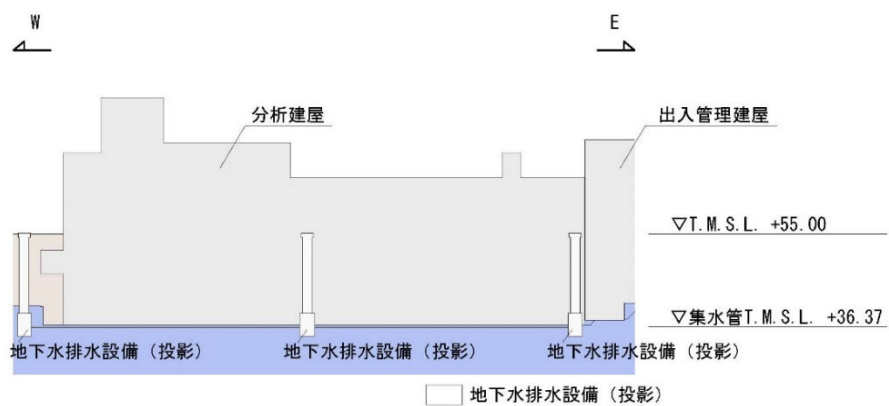 W
E
分析建屋
出入管理建屋
▽T.M.S.L. +55.00
▽集水管T.M.S.L. +36.37
地下水排水設備（投影）
地下水排水設備（投影）
地下水排水設備（投影）
地下水排水設備（投影）